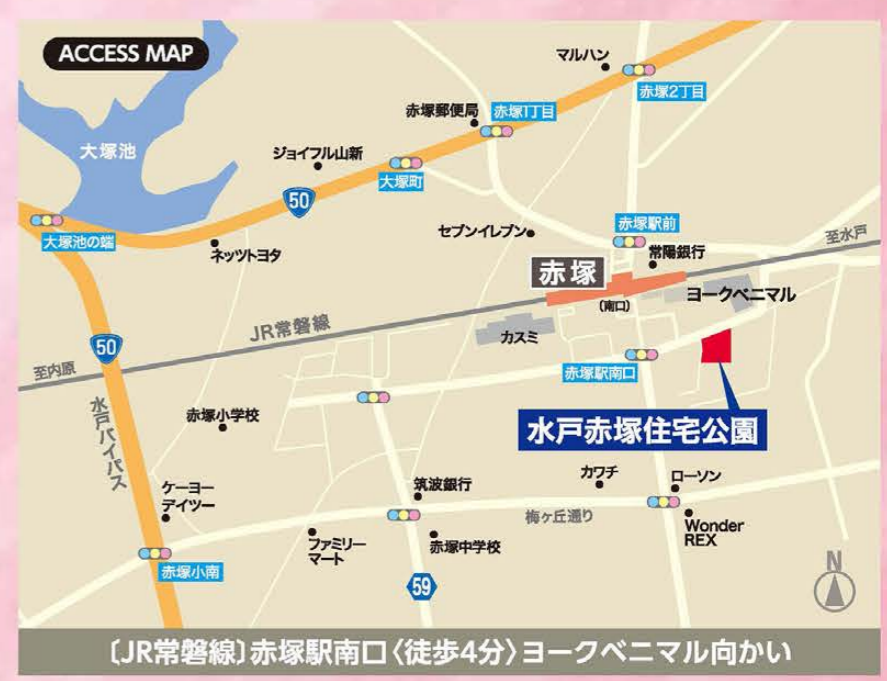 ACCESS MAP
マルハン
赤塚2丁目
赤塚郵便局
赤塚1丁目
大塚池
ジョイフル山新
大塚町
50
大塚池の端
ネッツトヨタ
セブンイレブン
赤塚駅前
常陽銀行
至水戸
赤塚
(南口)
ヨークベニマル
JR常磐線
カスミ
50
至内原
赤塚駅南口
水戸バイパス
赤塚小学校
水戸赤塚住宅公園
ケーヨー
デイツー
筑波銀行
カワチ
ローソン
梅ヶ丘通り
Wonder
REX
ファミリー
マート
赤塚中学校
赤塚小南
59
N
〔JR常磐線〕赤塚駅南口〈徒歩4分〉ヨークベニマル向かい